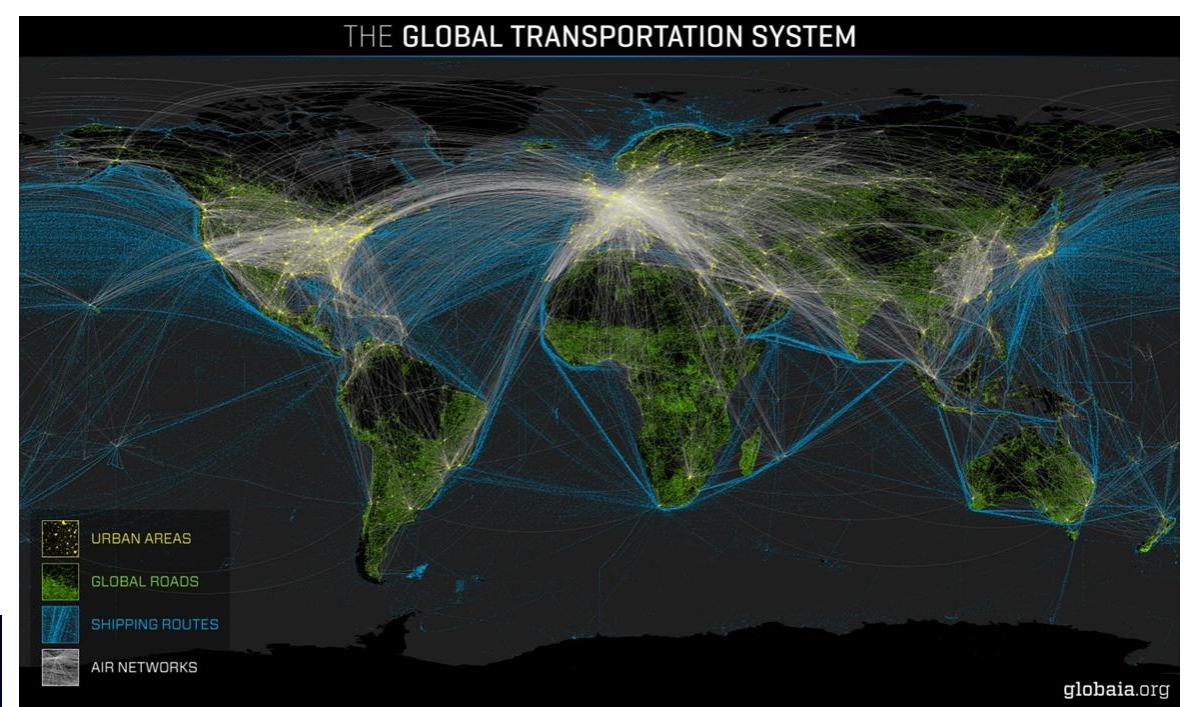 THE GLOBAL TRANSPORTATION SYSTEM
URBAN AREAS
GLOBAL ROADS
SHIPPING ROUTES
AIR NETWORKS
globaia.org